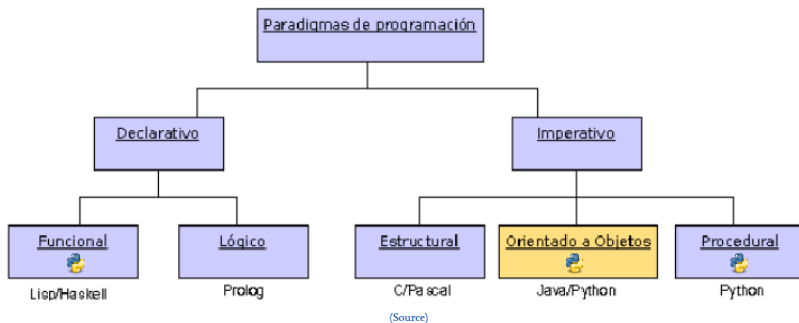 Paradigmas de programación
Declarativo
Imperativo
Funcional
Lógico
Estructural
Orientado a Objetos
Procedural
Lisp/Haskell
Prolog
C/Pascal
Java/Python
Python
(Source)